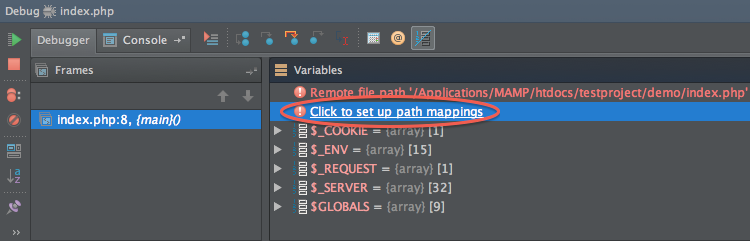 Debug index.php
Debugger Console
Frames
Variables
Remote file path '/Applications/MAMP/htdocs/testproject/demo/index.php'
Click to set up path mappings
index.php:8, {main}()
$_COOKIE = {array} [1]
$_ENV = {array} [15]
$_REQUEST = {array} [1]
$_SERVER = {array} [32]
$GLOBALS = {array} [9]